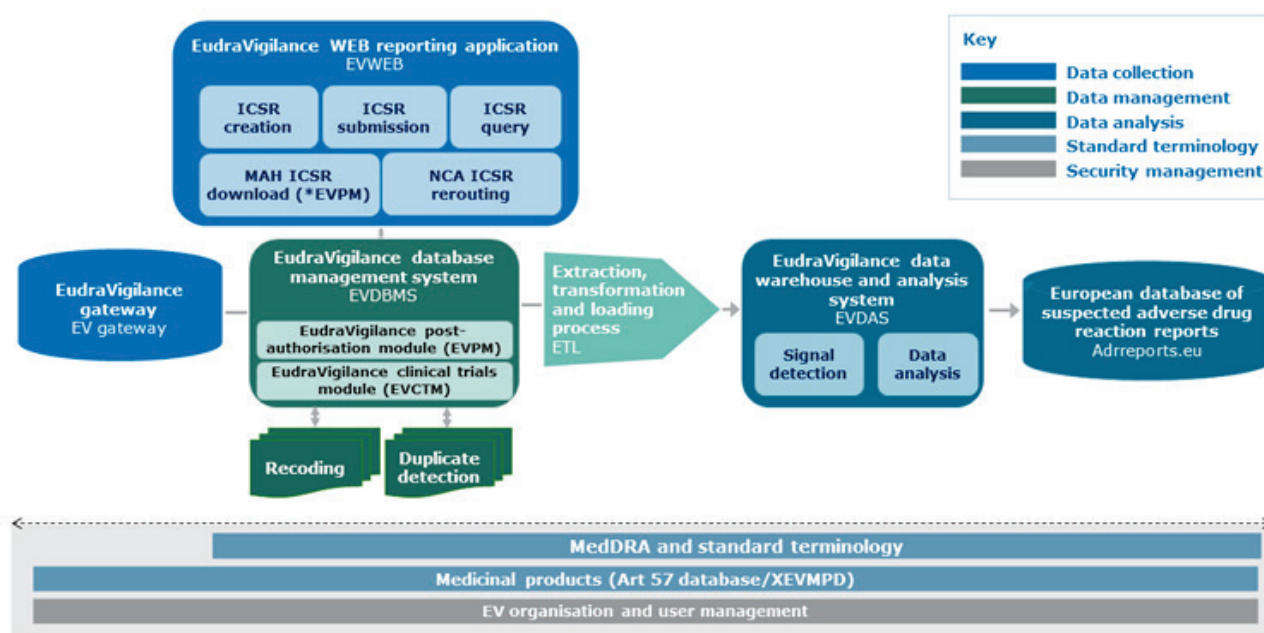 EudraVigilance WEB reporting application
EVWEB
ICSR
creation
ICSR
submission
ICSR
query
MAH ICSR
download (*EVPM)
NCA ICSR
rerouting
Key
Data collection
Data management
Data analysis
Standard terminology
Security management
EudraVigilance
gateway
EV gateway
EudraVigilance database
management system
EVDBMS
EudraVigilance post-
authorisation module (EVPM)
EudraVigilance clinical trials
module (EVCTM)
Recoding
Duplicate
detection
Extraction,
transformation
and loading
process
ETL
EudraVigilance data
warehouse and analysis
system
EVDAS
Signal
detection
Data
analysis
European database of
suspected adverse drug
reaction reports
Adrreports.eu
MedDRA and standard terminology
Medicinal products (Art 57 database/XEVMPD)
EV organisation and user management